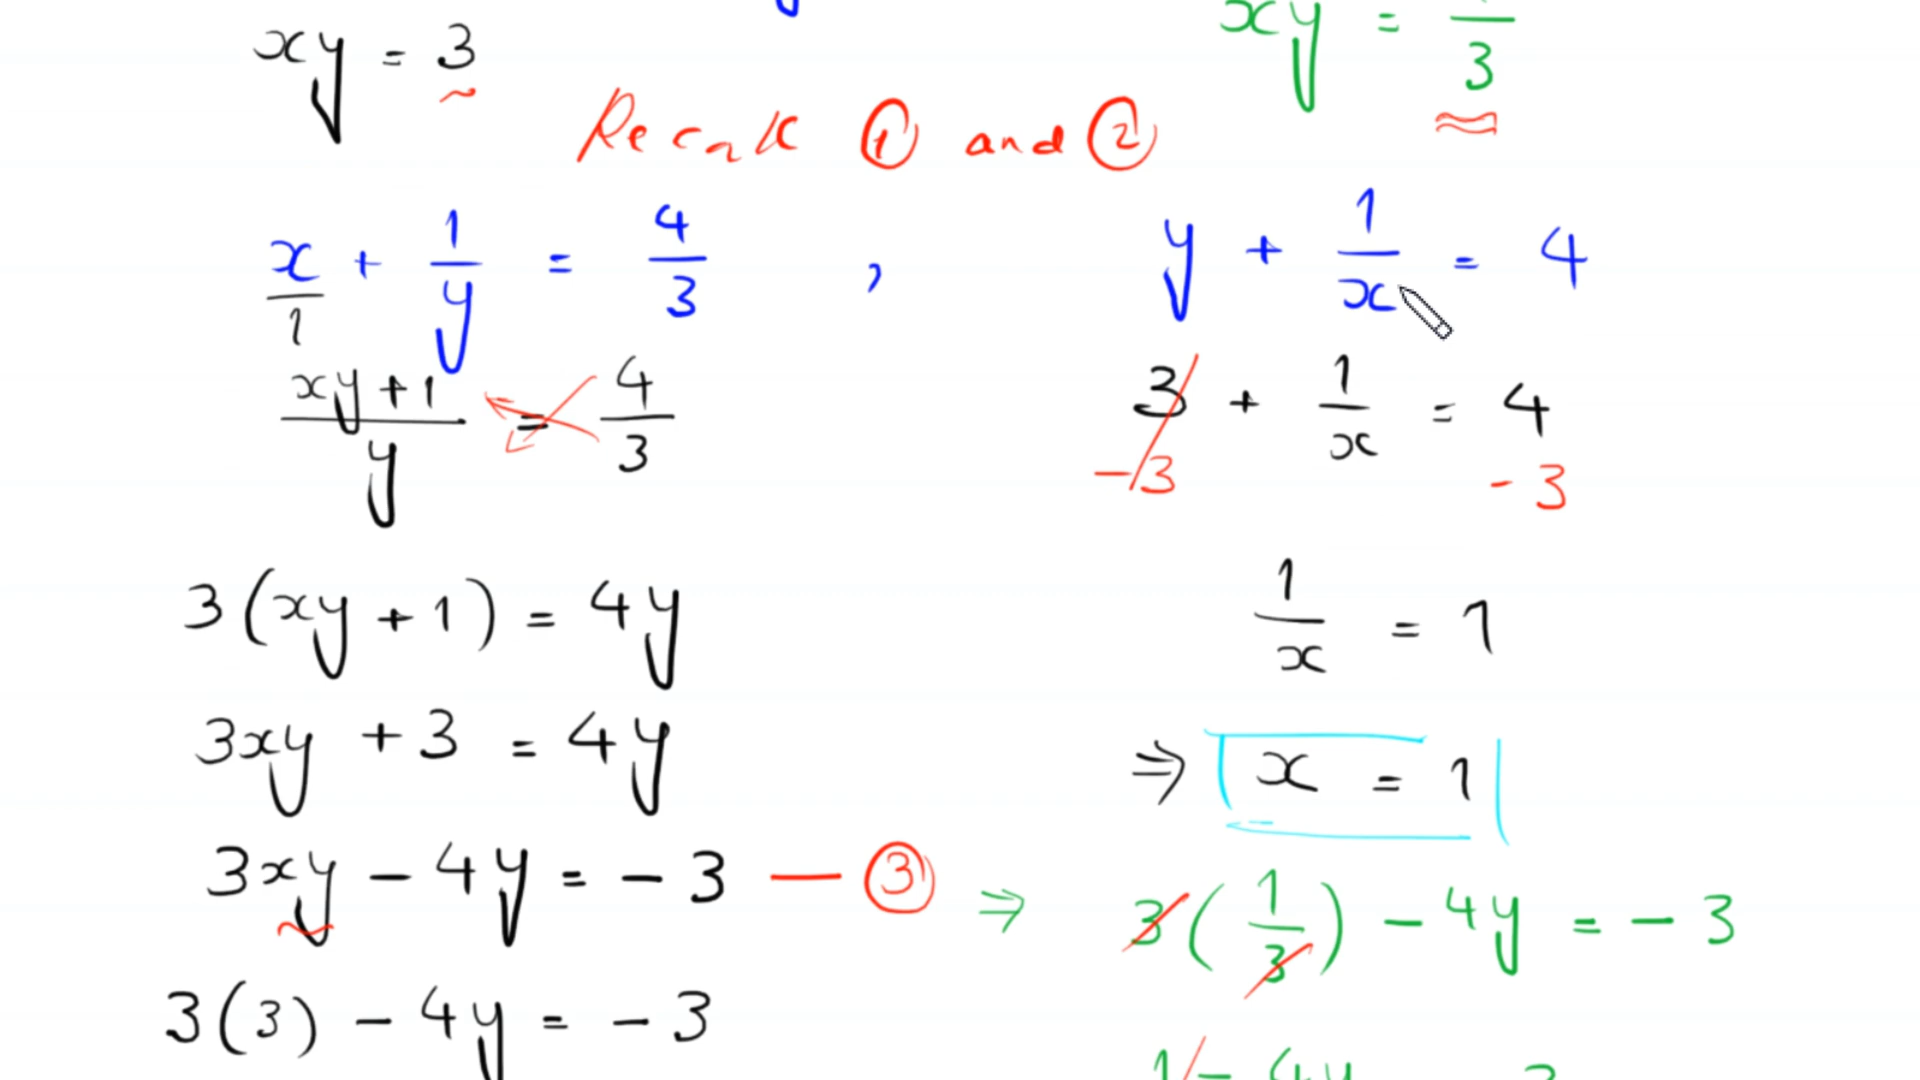 xy = 3
xy = 1/3
Recall ① and ②
x/1 + 1/y = 4/3 , y + 1/x = 4
(xy+1)/y = 4/3
3 + 1/x = 4
-3 -3
3(xy + 1) = 4y
1/x = 1
3xy + 3 = 4y
⇒ x = 1
3xy - 4y = -3 — ③ ⇒ 3(1/3) - 4y = -3
3(3) - 4y = -3